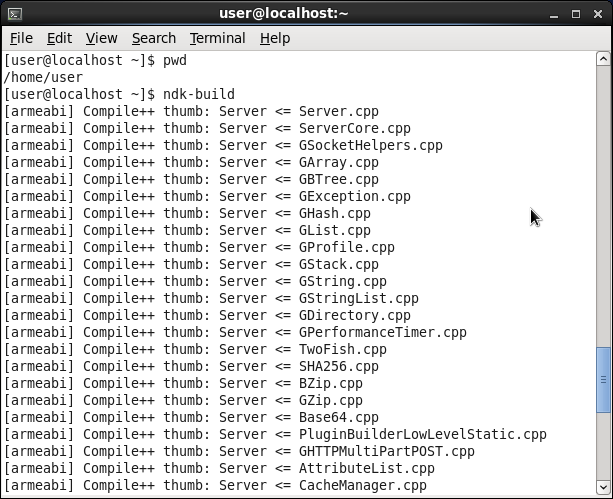 user@localhost:~
File Edit View Search Terminal Help
[user@localhost ~]$ pwd
/home/user
[user@localhost ~]$ ndk-build
[armeabi] Compile++ thumb: Server <= Server.cpp
[armeabi] Compile++ thumb: Server <= ServerCore.cpp
[armeabi] Compile++ thumb: Server <= GSocketHelpers.cpp
[armeabi] Compile++ thumb: Server <= GArray.cpp
[armeabi] Compile++ thumb: Server <= GBTree.cpp
[armeabi] Compile++ thumb: Server <= GException.cpp
[armeabi] Compile++ thumb: Server <= GHash.cpp
[armeabi] Compile++ thumb: Server <= GList.cpp
[armeabi] Compile++ thumb: Server <= GProfile.cpp
[armeabi] Compile++ thumb: Server <= GStack.cpp
[armeabi] Compile++ thumb: Server <= GString.cpp
[armeabi] Compile++ thumb: Server <= GStringList.cpp
[armeabi] Compile++ thumb: Server <= GDirectory.cpp
[armeabi] Compile++ thumb: Server <= GPerformanceTimer.cpp
[armeabi] Compile++ thumb: Server <= TwoFish.cpp
[armeabi] Compile++ thumb: Server <= SHA256.cpp
[armeabi] Compile++ thumb: Server <= BZip.cpp
[armeabi] Compile++ thumb: Server <= GZip.cpp
[armeabi] Compile++ thumb: Server <= Base64.cpp
[armeabi] Compile++ thumb: Server <= PluginBuilderLowLevelStatic.cpp
[armeabi] Compile++ thumb: Server <= GHTTPMultiPartPOST.cpp
[armeabi] Compile++ thumb: Server <= AttributeList.cpp
[armeabi] Compile++ thumb: Server <= CacheManager.cpp